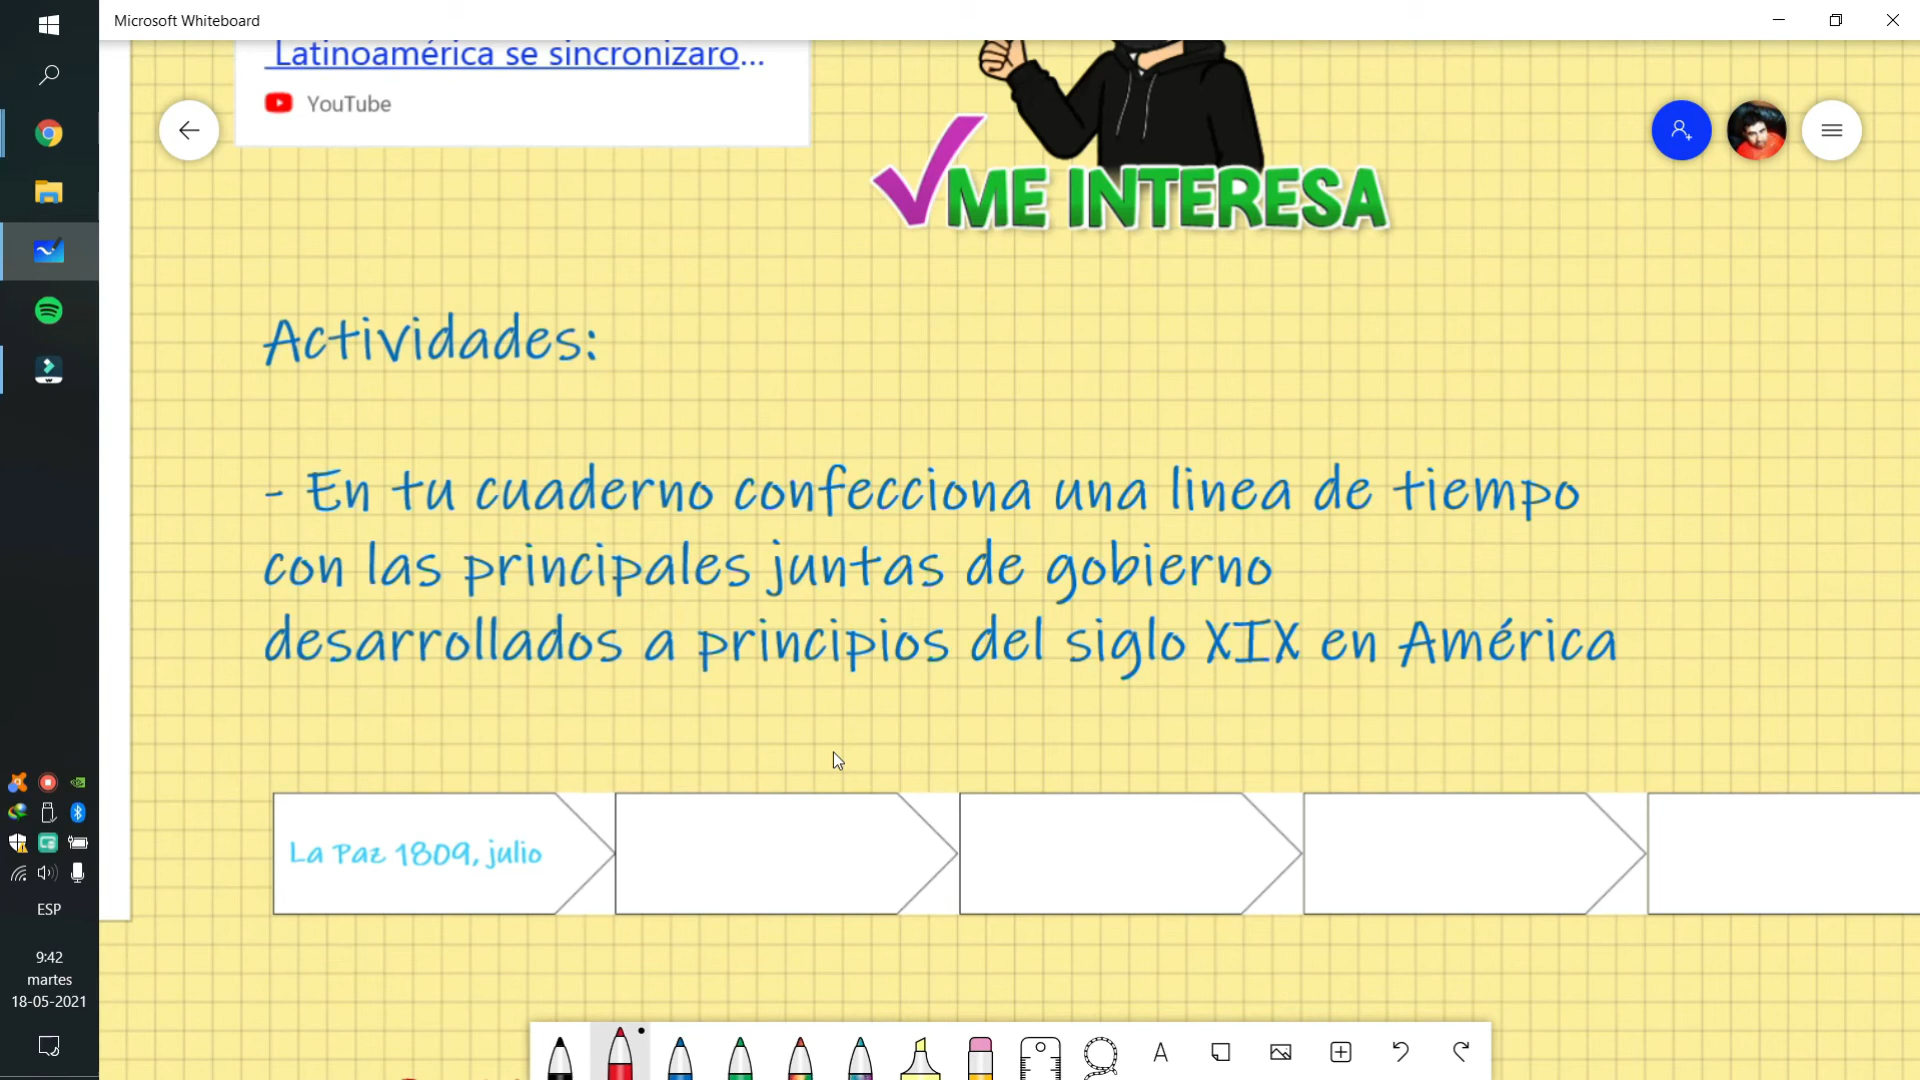 Microsoft Whiteboard
Latinoamérica se sincronizaro...
YouTube
ME INTERESA
Actividades:
- En tu cuaderno confecciona una linea de tiempo
con las principales juntas de gobierno
desarrollados a principios del siglo XIX en América
La Paz 1809, julio
ESP
9:42
martes
18-05-2021